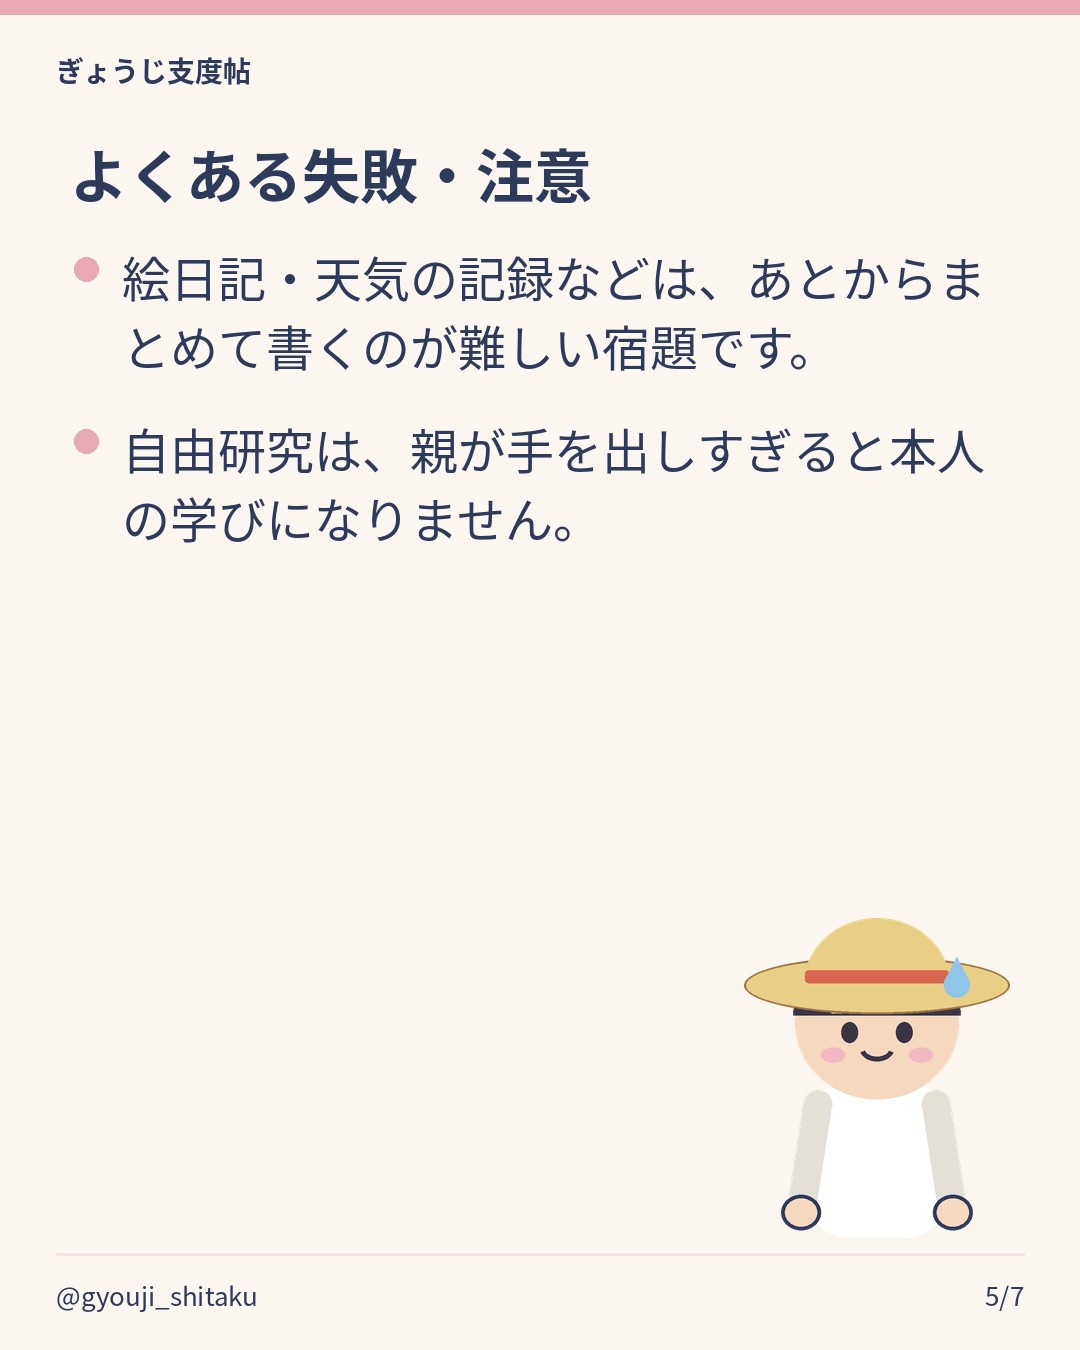 ぎょうじ支度帖
よくある失敗・注意
絵日記・天気の記録などは、あとからま
とめて書くのが難しい宿題です。
自由研究は、親が手を出しすぎると本人
の学びになりません。
@gyouji_shitaku
5/7